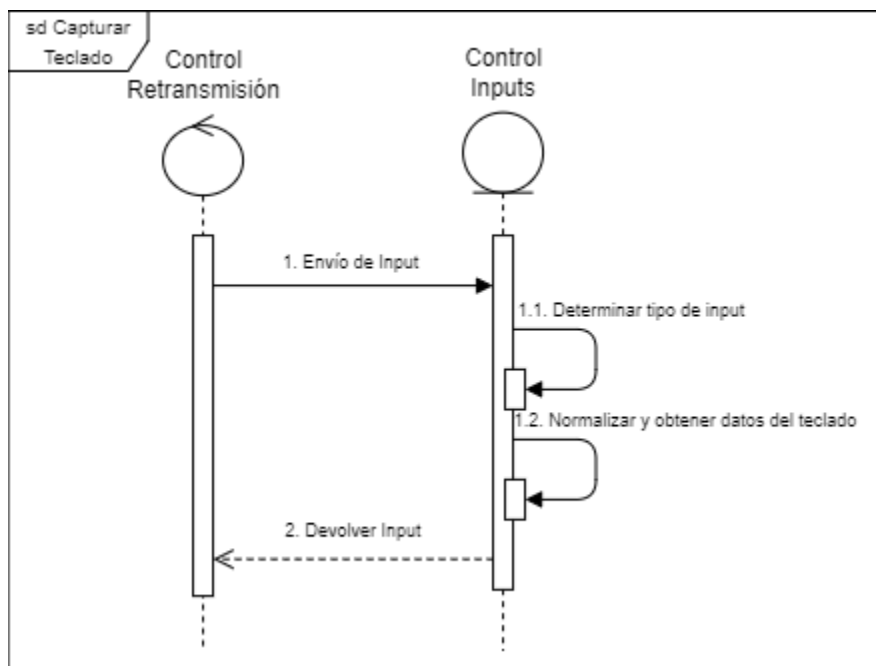 sd Capturar
Teclado
Control
Retransmisión
Control
Inputs
1. Envío de Input
1.1. Determinar tipo de input
1.2. Normalizar y obtener datos del teclado
2. Devolver Input